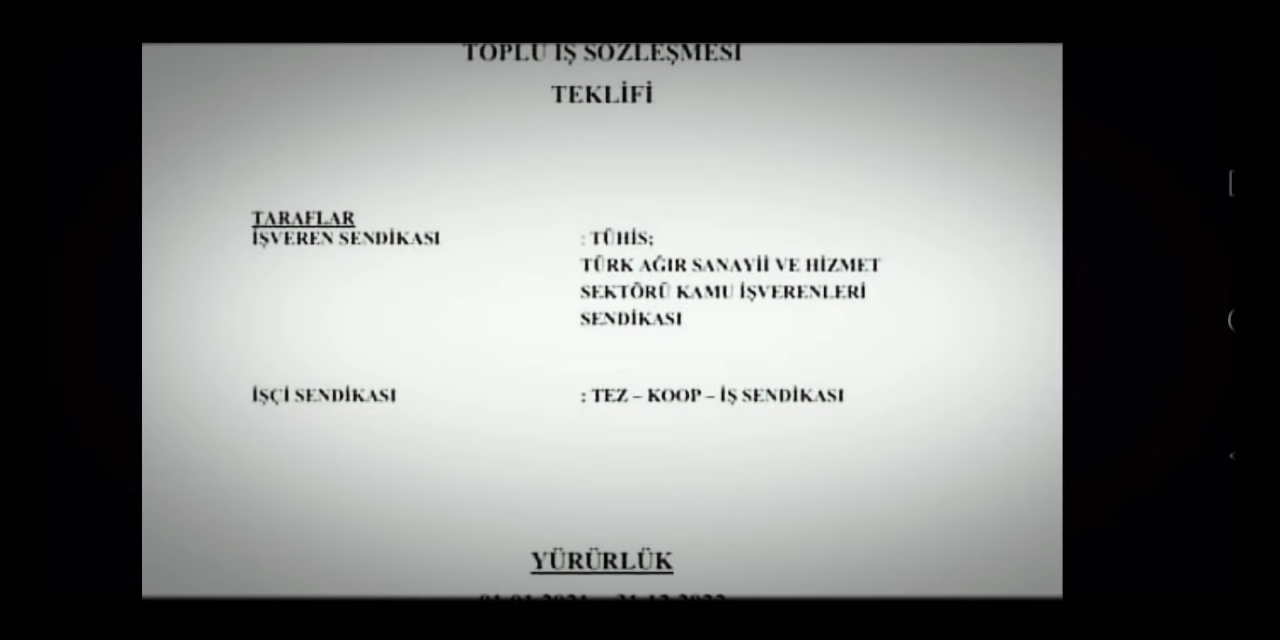 TOPLU İŞ SÖZLEŞMESİ
TEKLİFİ
TARAFLAR
İŞVEREN SENDİKASI : TÜHİS;
TÜRK AĞIR SANAYİİ VE HİZMET
SEKTÖRÜ KAMU İŞVERENLERİ
SENDİKASI
İŞÇİ SENDİKASI : TEZ – KOOP – İŞ SENDİKASI
YÜRÜRLÜK